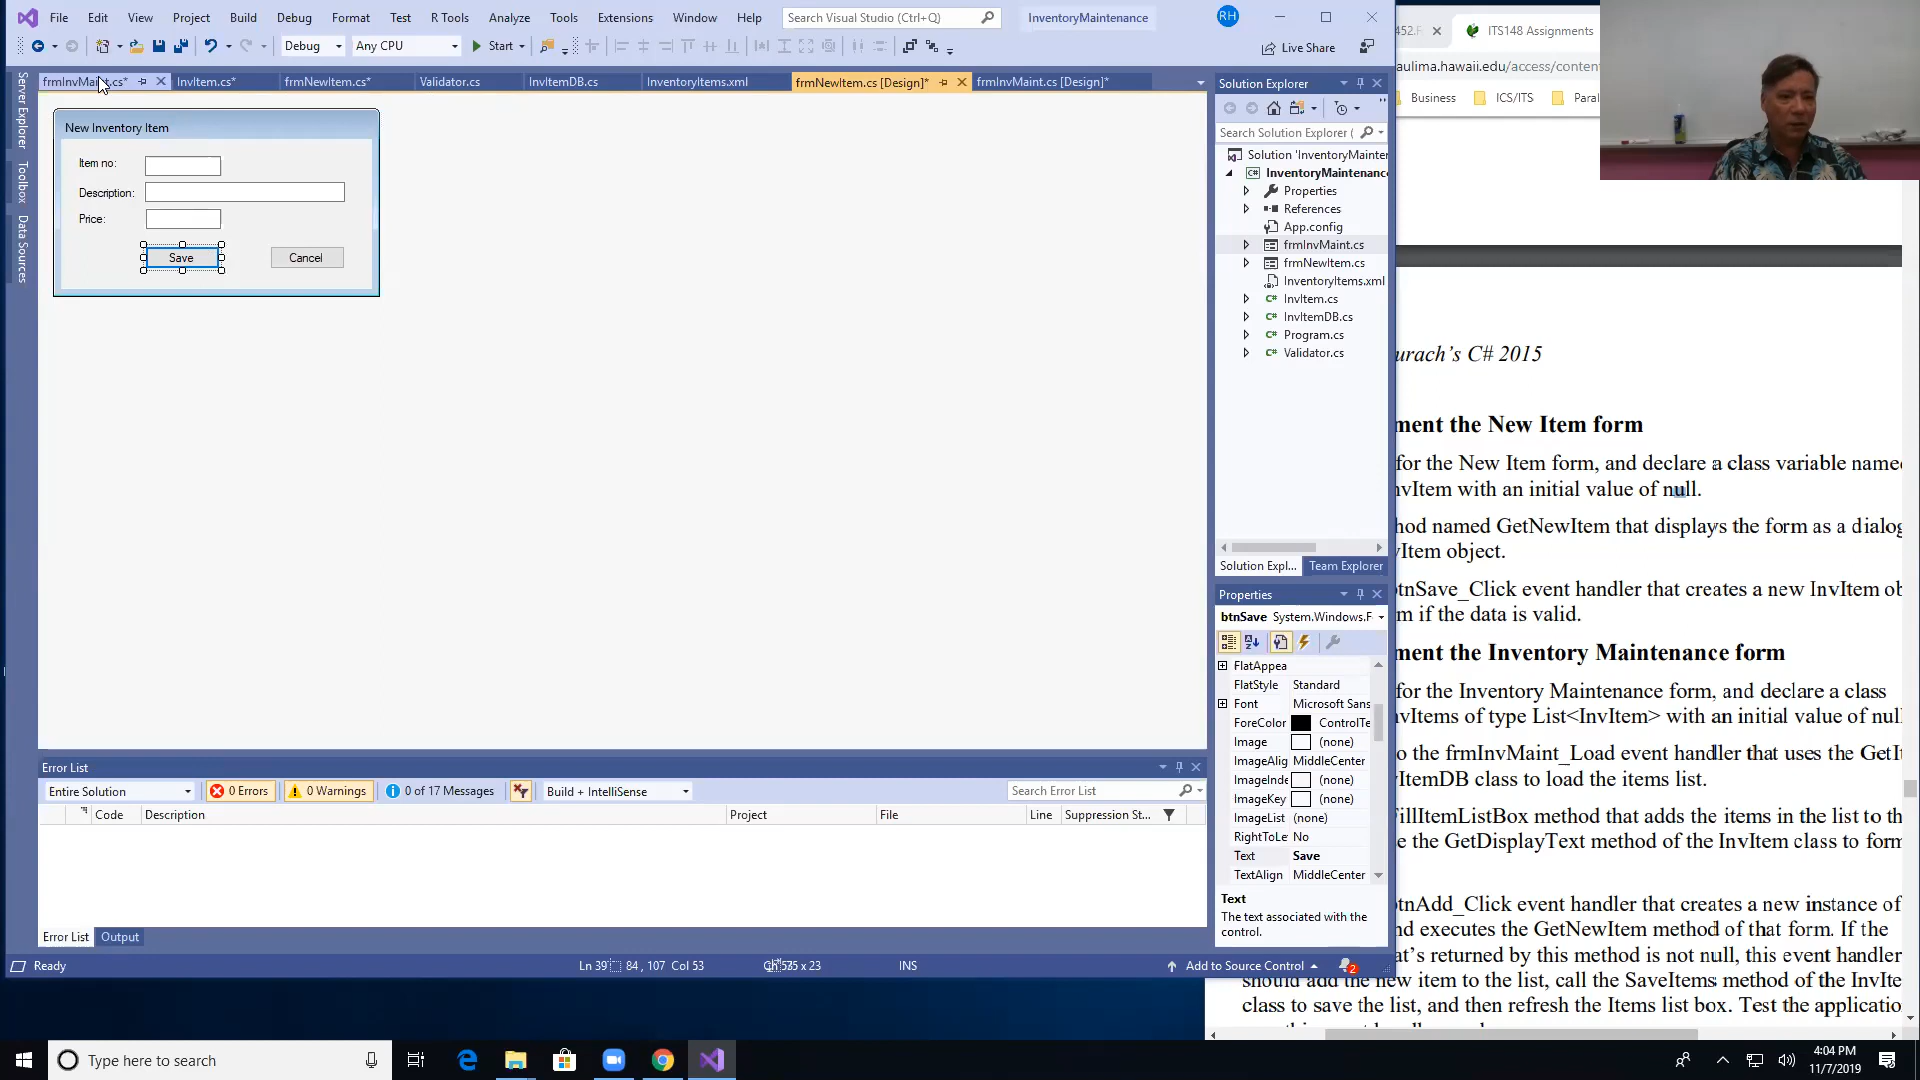 File Edit View Project Build Debug Format Test R Tools Analyze Tools Extensions Window Help Search Visual Studio (Ctrl+Q) InventoryMaintenance RH
Debug Any CPU Start Live Share
ITS148 Assignments
aulima.hawaii.edu/access/conten
Business ICS/ITS Paral
Server Explorer
Toolbox
Data Sources
frmInvMaint.cs* InvItem.cs* frmNewItem.cs* Validator.cs InvItemDB.cs InventoryItems.xml frmNewItem.cs [Design]* frmInvMaint.cs [Design]*
New Inventory Item
Item no:
Description:
Price:
Save Cancel
Solution Explorer
Search Solution Explorer (
Solution 'InventoryMainter
InventoryMaintenance
Properties
References
App.config
frmInvMaint.cs
frmNewItem.cs
InventoryItems.xml
InvItem.cs
InvItemDB.cs
Program.cs
Validator.cs
Solution Expl... Team Explorer
Properties
btnSave System.Windows.F
FlatAppea
FlatStyle Standard
Font Microsoft Sans
ForeColor ControlTe
Image (none)
ImageAlig MiddleCenter
ImageInde (none)
ImageKey (none)
ImageList (none)
RightToLe No
Text Save
TextAlign MiddleCenter
Text
The text associated with the
control.
Error List
Entire Solution 0 Errors 0 Warnings 0 of 17 Messages Build + IntelliSense Search Error List
Code Description Project File Line Suppression St...
Error List Output
Ready Col 53 INS Add to Source Control 2
urach's C# 2015
ment the New Item form
for the New Item form, and declare a class variable name
vItem with an initial value of null.
hod named GetNewItem that displays the form as a dialog
vItem object.
tnSave_Click event handler that creates a new InvItem ob
m if the data is valid.
ment the Inventory Maintenance form
for the Inventory Maintenance form, and declare a class
nvItems of type List<InvItem> with an initial value of nul
o the frmInvMaint_Load event handler that uses the GetIt
vItemDB class to load the items list.
FillItemListBox method that adds the items in the list to th
e the GetDisplayText method of the InvItem class to form
tnAdd_Click event handler that creates a new instance of
nd executes the GetNewItem method of that form. If the
at's returned by this method is not null, this event handler
should add the new item to the list, call the SaveItems method of the InvIte
class to save the list, and then refresh the Items list box. Test the applicatio
Type here to search
4:04 PM
11/7/2019